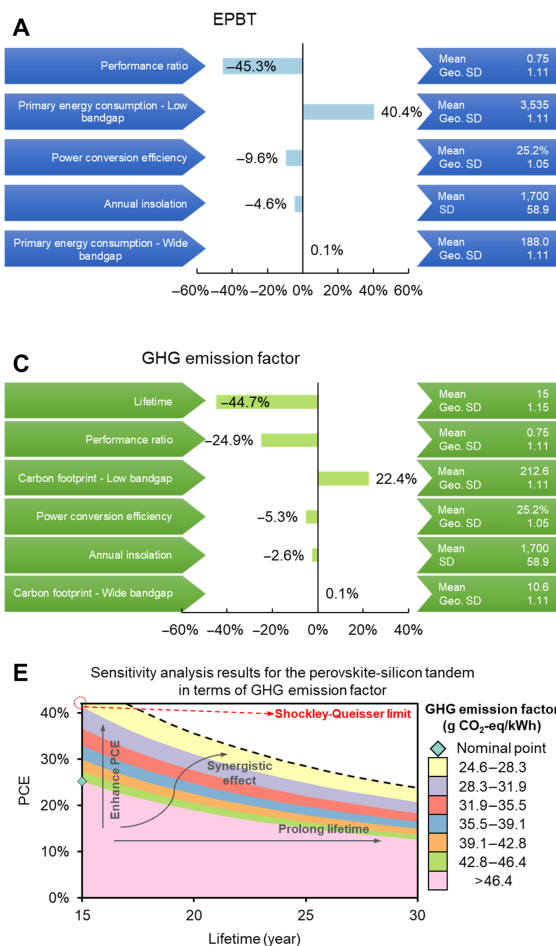 A
EPBT
Performance ratio
–45.3%
Mean 0.75
Geo. SD 1.11
Primary energy consumption - Low
bandgap
40.4%
Mean 3,535
Geo. SD 1.11
Power conversion efficiency
–9.6%
Mean 25.2%
Geo. SD 1.05
Annual insolation
–4.6%
Mean 1,700
SD 58.9
Primary energy consumption - Wide
bandgap
0.1%
Mean 188.0
Geo. SD 1.11
–60% –40% –20% 0% 20% 40% 60%
C
GHG emission factor
Lifetime
–44.7%
Mean 15
Geo. SD 1.15
Performance ratio
–24.9%
Mean 0.75
Geo. SD 1.11
Carbon footprint - Low bandgap
22.4%
Mean 212.6
Geo. SD 1.11
Power conversion efficiency
–5.3%
Mean 25.2%
Geo. SD 1.05
Annual insolation
–2.6%
Mean 1,700
SD 58.9
Carbon footprint - Wide bandgap
0.1%
Mean 10.6
Geo. SD 1.11
–60% –40% –20% 0% 20% 40% 60%
E
Sensitivity analysis results for the perovskite-silicon tandem
in terms of GHG emission factor
PCE
40%
30%
20%
10%
0%
Shockley-Queisser limit
Enhance PCE
Synergistic
effect
Prolong lifetime
15 20 25 30
Lifetime (year)
GHG emission factor
(g CO₂-eq/kWh)
Nominal point
24.6–28.3
28.3–31.9
31.9–35.5
35.5–39.1
39.1–42.8
42.8–46.4
>46.4